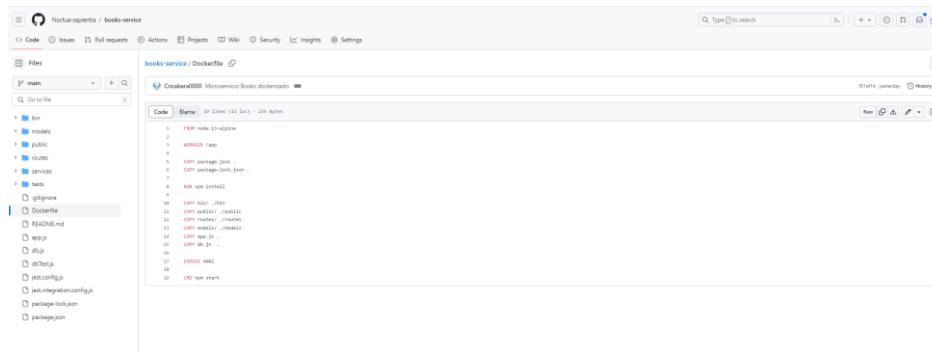 Noctua-sapientia / books-service
Type / to search
Code Issues Pull requests Actions Projects Wiki Security Insights Settings
Files
main
Go to file
t
bin
models
public
routes
services
tests
.gitignore
Dockerfile
README.md
app.js
db.js
dbTest.js
jest.config.js
jest.integration.config.js
package-lock.json
package.json
books-service / Dockerfile
Cricabara0000 Microservicio Books dockerizado
yesterday History
Code Blame 19 lines (13 loc)
Raw
1 FROM node:13-alpine
2
3 WORKDIR /app
4
5 COPY package.json .
6 COPY package-lock.json .
7
8 RUN npm install
9
10 COPY bin/ ./bin
11 COPY public/ ./public
12 COPY routes/ ./routes
13 COPY models/ ./models
14 COPY app.js .
15 COPY db.js .
16
17 EXPOSE 4002
18
19 CMD npm start